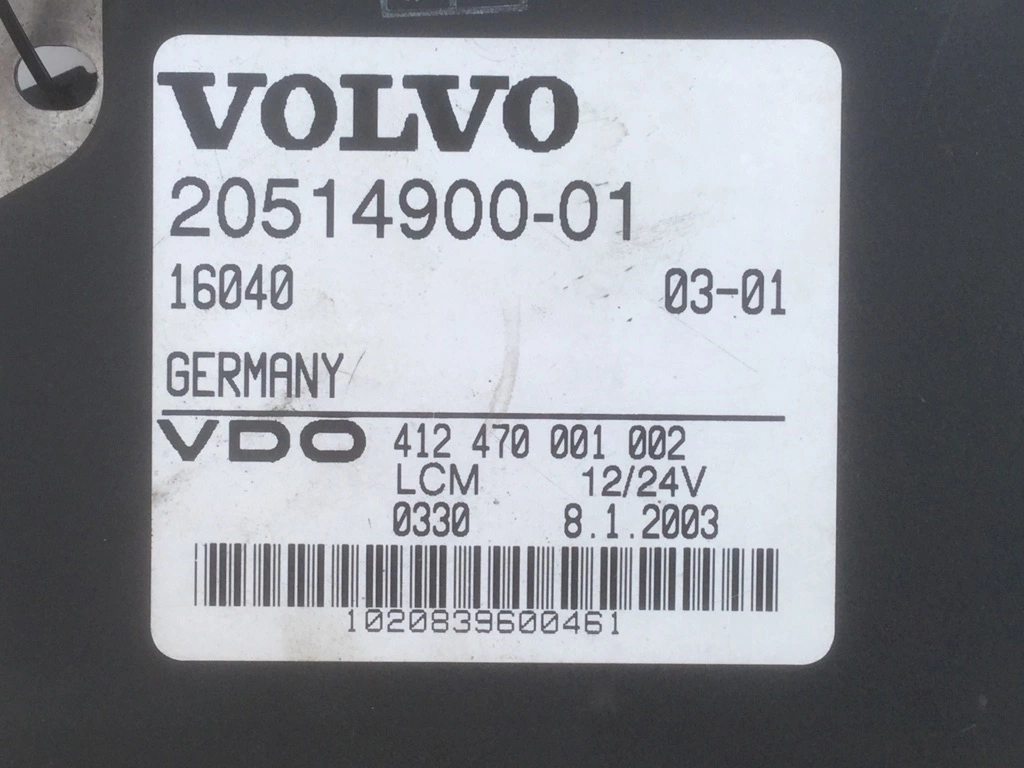 VOLVO
20514900-01
16040 03-01
GERMANY
VDO 412 470 001 002
LCM 12/24V
0330 8.1.2003
1020839600461